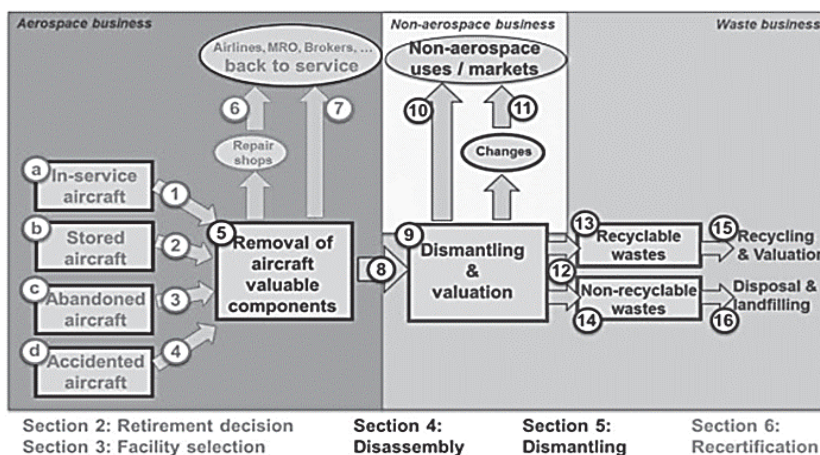 Aerospace business
Non-aerospace business
Waste business
Airlines, MRO, Brokers, ...
back to service
Non-aerospace
uses / markets
6
7
10
11
Repair
shops
Changes
a
In-service
aircraft
1
b
Stored
aircraft
2
c
Abandoned
aircraft
3
d
Accidented
aircraft
4
5
Removal of
aircraft
valuable
components
8
9
Dismantling
&
valuation
12
13
Recyclable
wastes
15
Recycling
& Valuation
14
Non-recyclable
wastes
16
Disposal &
landfilling
Section 2: Retirement decision
Section 3: Facility selection
Section 4:
Disassembly
Section 5:
Dismantling
Section 6:
Recertification